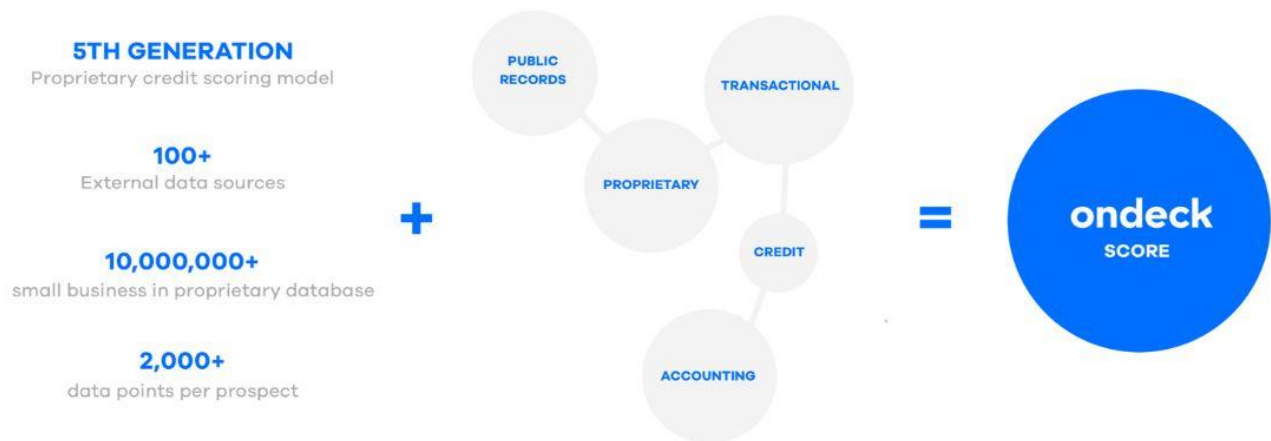 5TH GENERATION
Proprietary credit scoring model
100+
External data sources
10,000,000+
small business in proprietary database
2,000+
data points per prospect
+
PUBLIC
RECORDS
TRANSACTIONAL
PROPRIETARY
CREDIT
ACCOUNTING
=
ondeck
SCORE